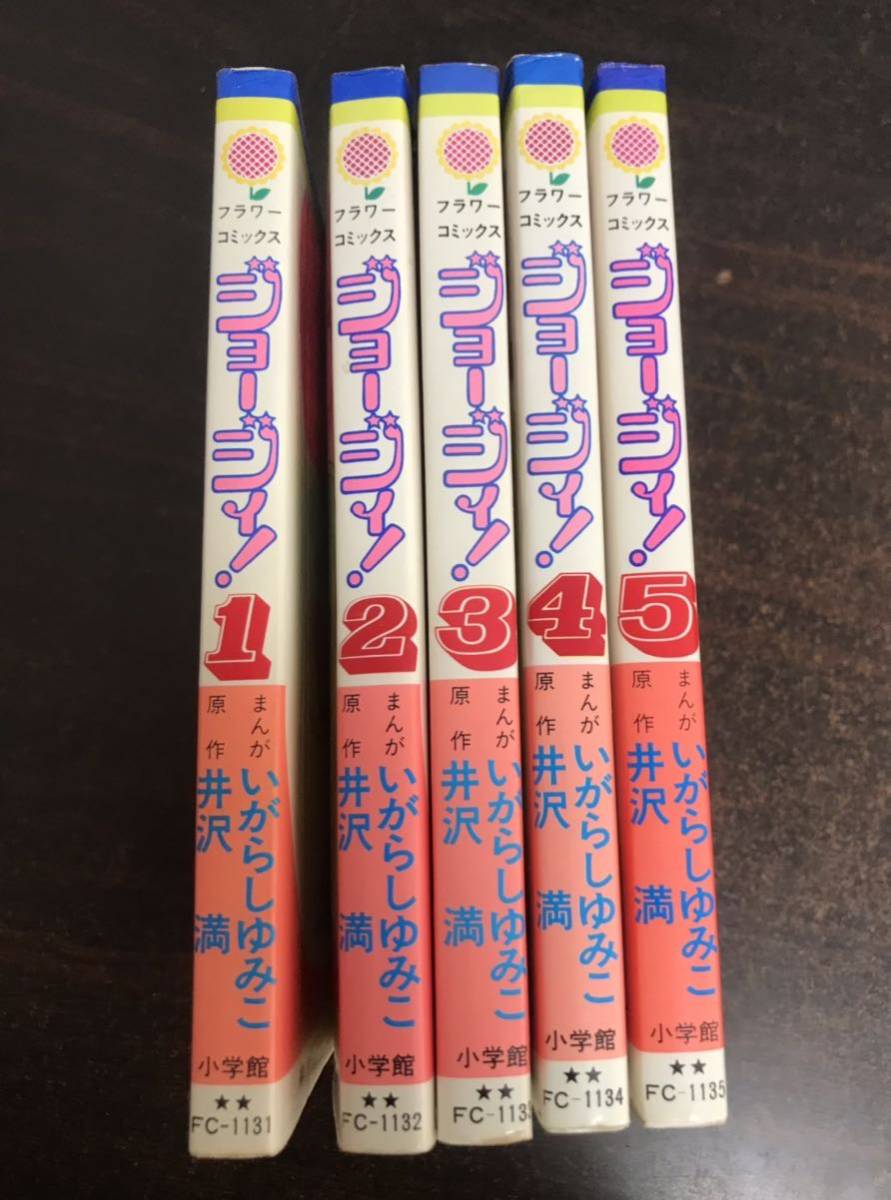 フラワー
コミックス
ジョージィ!
1
まんが いがらしゆみこ
原作 井沢 満
小学館
★★
FC-1131
フラワー
コミックス
ジョージィ!
2
まんが いがらしゆみこ
原作 井沢 満
小学館
★★
FC-1132
フラワー
コミックス
ジョージィ!
3
まんが いがらしゆみこ
原作 井沢 満
小学館
★★
FC-1133
フラワー
コミックス
ジョージィ!
4
まんが いがらしゆみこ
原作 井沢 満
小学館
★★
FC-1134
フラワー
コミックス
ジョージィ!
5
まんが いがらしゆみこ
原作 井沢 満
小学館
★★
FC-1135